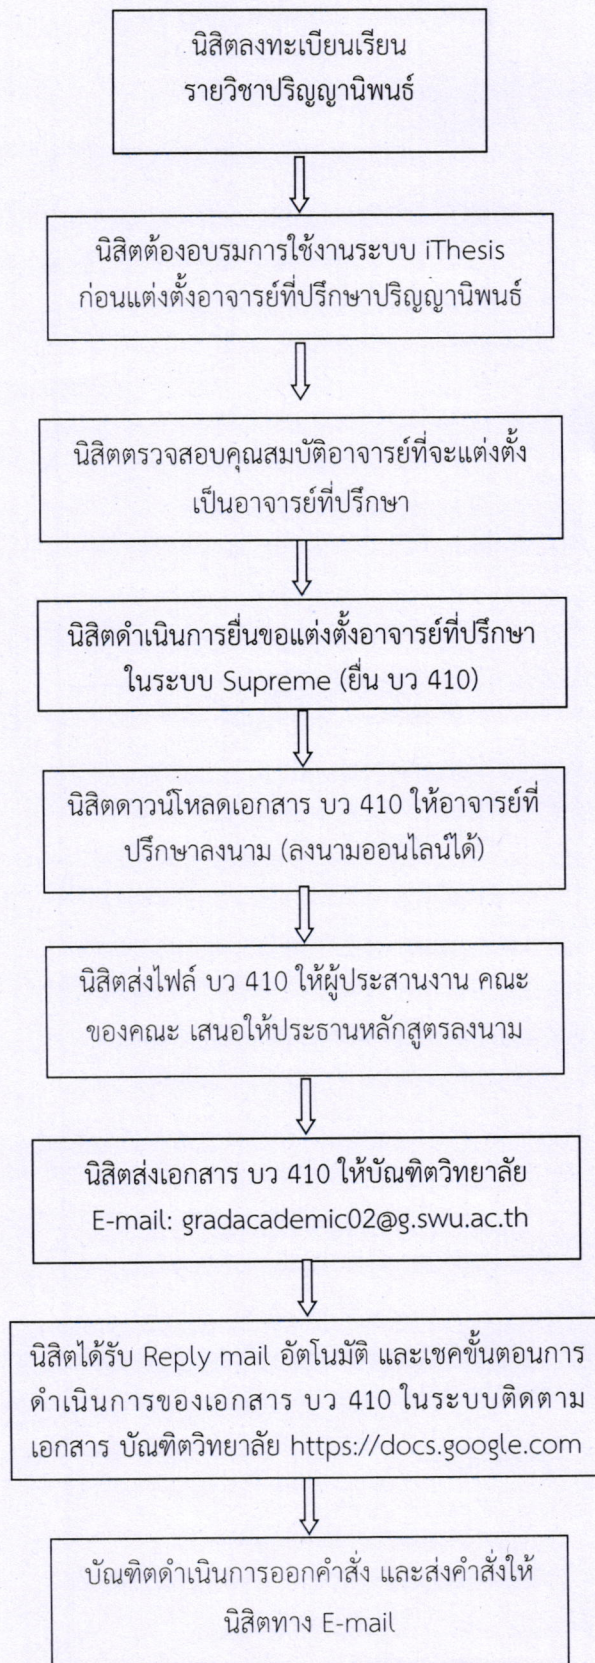 นิสิตลงทะเบียนเรียน
รายวิชาปริญญานิพนธ์
นิสิตต้องอบรมการใช้งานระบบ iThesis
ก่อนแต่งตั้งอาจารย์ที่ปรึกษาปริญญานิพนธ์
นิสิตตรวจสอบคุณสมบัติอาจารย์ที่จะแต่งตั้ง
เป็นอาจารย์ที่ปรึกษา
นิสิตดำเนินการยื่นขอแต่งตั้งอาจารย์ที่ปรึกษา
ในระบบ Supreme (ยื่น บว 410)
นิสิตดาวน์โหลดเอกสาร บว 410 ให้อาจารย์ที่
ปรึกษาลงนาม (ลงนามออนไลน์ได้)
นิสิตส่งไฟล์ บว 410 ให้ผู้ประสานงาน คณะ
ของคณะ เสนอให้ประธานหลักสูตรลงนาม
นิสิตส่งเอกสาร บว 410 ให้บัณฑิตวิทยาลัย
E-mail: gradacademic02@g.swu.ac.th
นิสิตได้รับ Reply mail อัตโนมัติ และเชคขั้นตอนการ
ดำเนินการของเอกสาร บว 410 ในระบบติดตาม
เอกสาร บัณฑิตวิทยาลัย https://docs.google.com
บัณฑิตดำเนินการออกคำสั่ง และส่งคำสั่งให้
นิสิตทาง E-mail